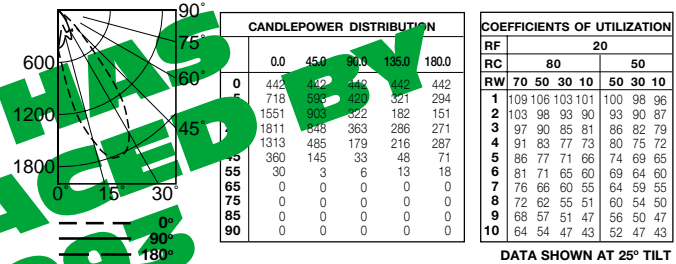 90°
75°
60°
45°
600
1200
1800
0° 15° 30°
0°
90°
180°
HAS
ACED BY
CANDLEPOWER DISTRIBUTION
0.0 45.0 90.0 135.0 180.0
0 442 442 442 442 442
5 718 593 420 321 294
1551 903 322 182 151
1811 848 363 286 271
1313 485 179 216 287
45 360 145 33 48 71
55 30 3 6 13 18
65 0 0 0 0 0
75 0 0 0 0 0
85 0 0 0 0 0
90 0 0 0 0 0
COEFFICIENTS OF UTILIZATION
RF 20
RC 80 50
RW 70 50 30 10 50 30 10
1 109 106 103 101 100 98 96
2 103 98 93 90 93 90 87
3 97 90 85 81 86 82 79
4 91 83 77 73 80 75 72
5 86 77 71 66 74 69 65
6 81 71 65 60 69 64 60
7 76 66 60 55 64 59 55
8 72 62 55 51 60 54 50
9 68 57 51 47 56 50 47
10 64 54 47 43 52 47 43
DATA SHOWN AT 25° TILT